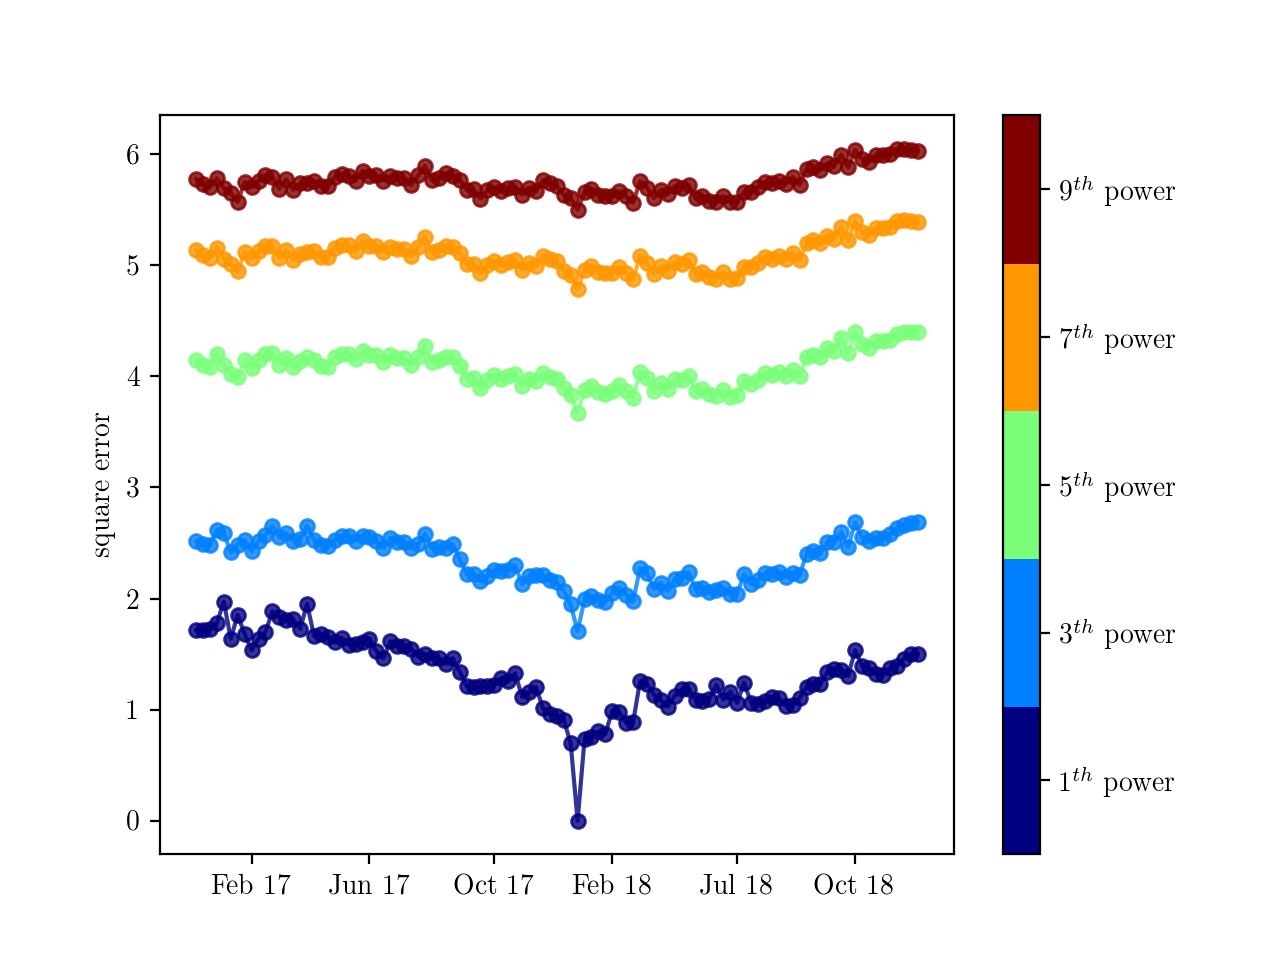 6
5
4
3
2
1
0
square error
Feb 17 Jun 17 Oct 17 Feb 18 Jul 18 Oct 18
9th power
7th power
5th power
3th power
1th power